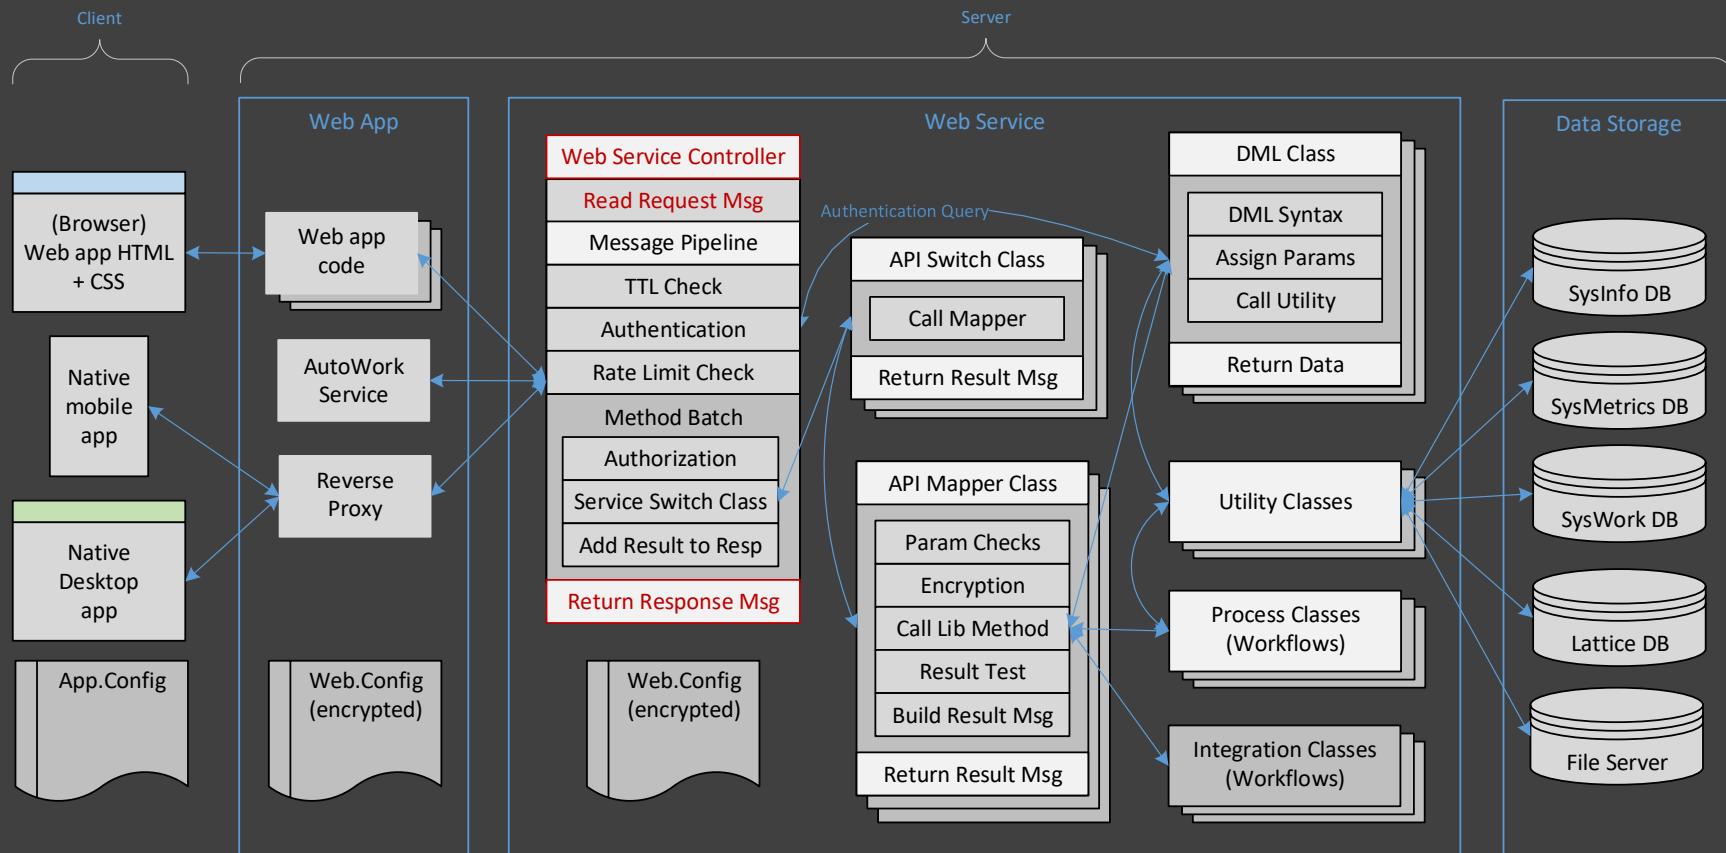 Client
Server
Web App
Web Service
Data Storage
(Browser)
Web app HTML
+ CSS
Native
mobile
app
Native
Desktop
app
App.Config
Web app
code
AutoWork
Service
Reverse
Proxy
Web.Config
(encrypted)
Web Service Controller
Read Request Msg
Message Pipeline
TTL Check
Authentication
Rate Limit Check
Method Batch
Authorization
Service Switch Class
Add Result to Resp
Return Response Msg
Web.Config
(encrypted)
Authentication Query
API Switch Class
Call Mapper
Return Result Msg
API Mapper Class
Param Checks
Encryption
Call Lib Method
Result Test
Build Result Msg
Return Result Msg
DML Class
DML Syntax
Assign Params
Call Utility
Return Data
Utility Classes
Process Classes
(Workflows)
Integration Classes
(Workflows)
SysInfo DB
SysMetrics DB
SysWork DB
Lattice DB
File Server